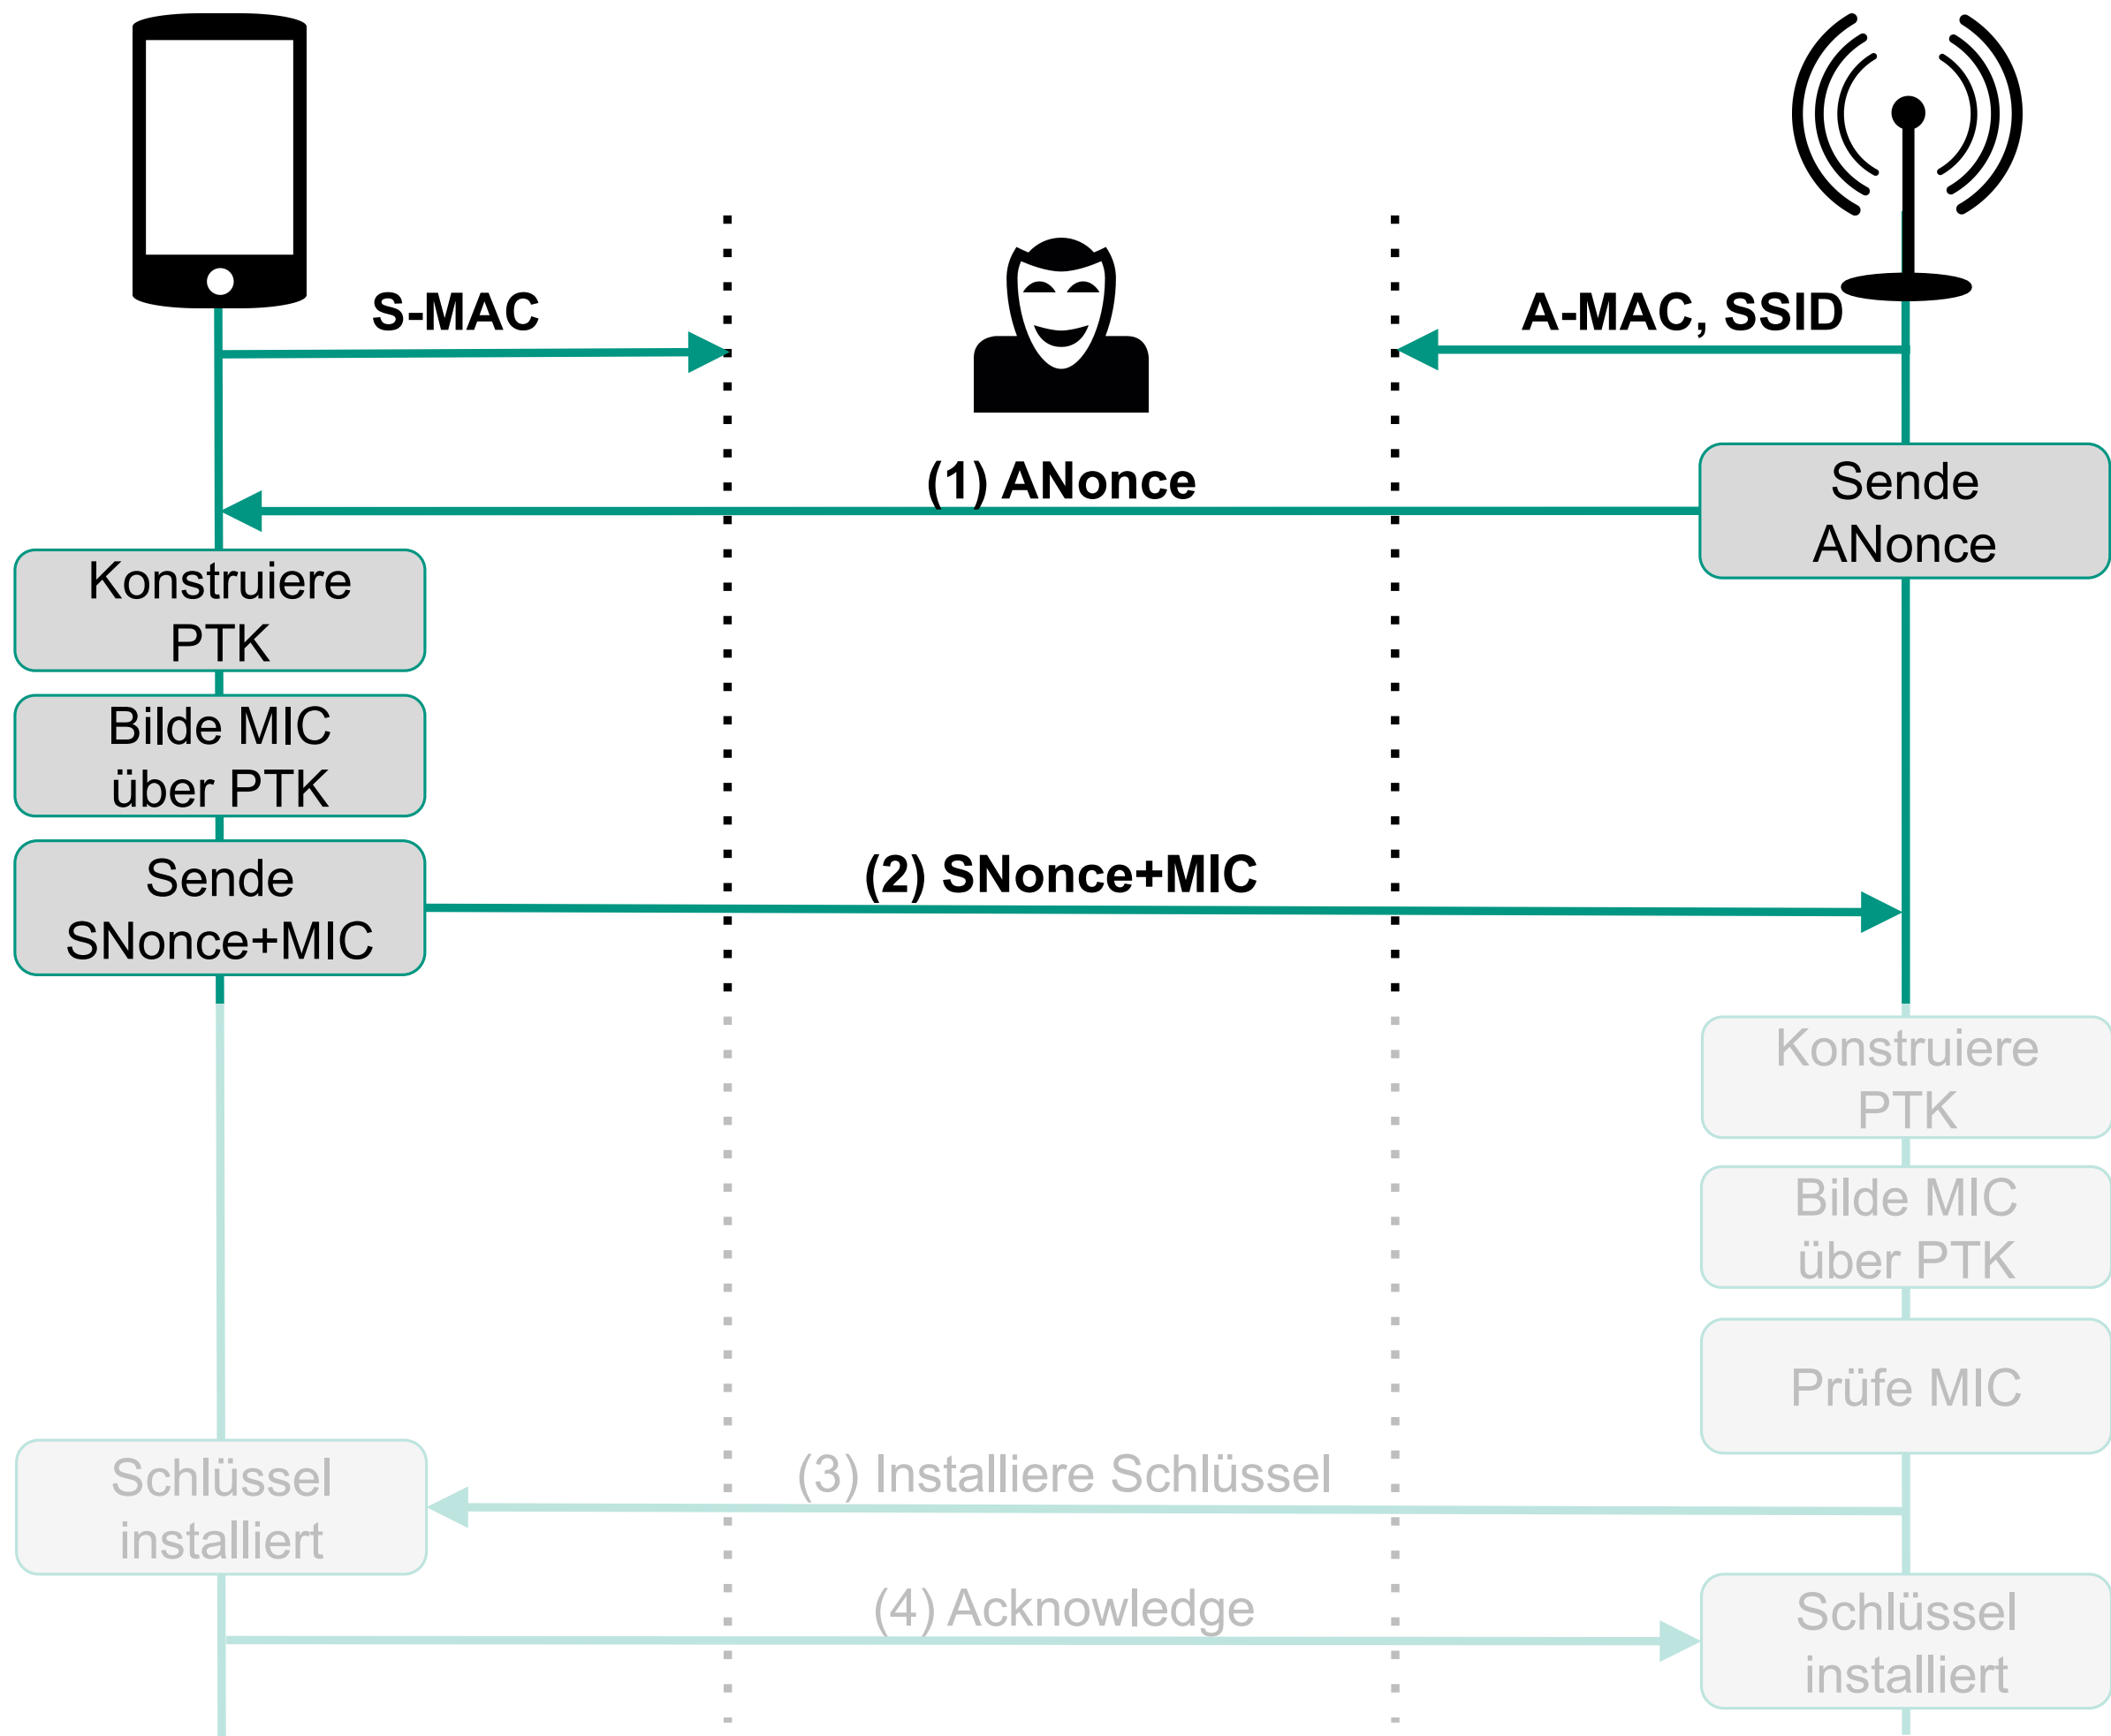 S-MAC
A-MAC, SSID
(1) ANonce
Sende
ANonce
Konstruiere
PTK
Bilde MIC
über PTK
Sende
SNonce+MIC
(2) SNonce+MIC
Konstruiere
PTK
Bilde MIC
über PTK
Prüfe MIC
(3) Installiere Schlüssel
Schlüssel
installiert
(4) Acknowledge
Schlüssel
installiert